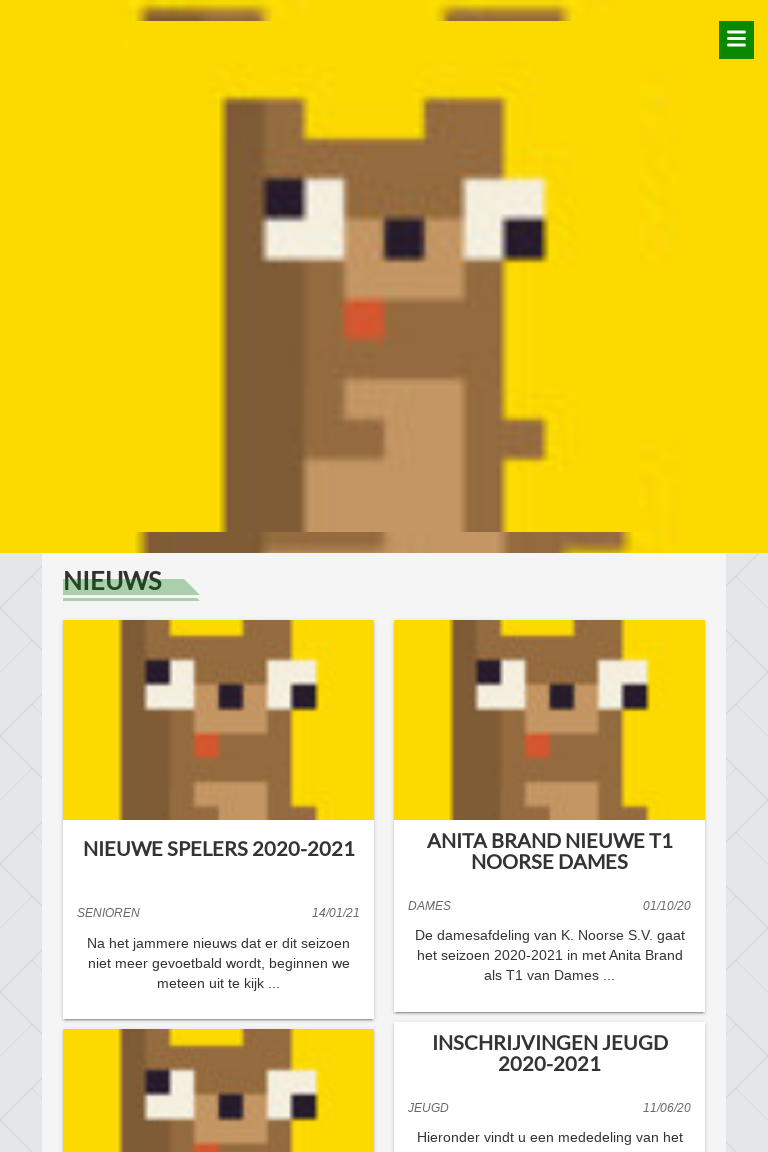 NIEUWS
NIEUWE SPELERS 2020-2021
SENIOREN 14/01/21
Na het jammere nieuws dat er dit seizoen
niet meer gevoetbald wordt, beginnen we
meteen uit te kijk ...
ANITA BRAND NIEUWE T1
NOORSE DAMES
DAMES 01/10/20
De damesafdeling van K. Noorse S.V. gaat
het seizoen 2020-2021 in met Anita Brand
als T1 van Dames ...
INSCHRIJVINGEN JEUGD
2020-2021
JEUGD 11/06/20
Hieronder vindt u een mededeling van het